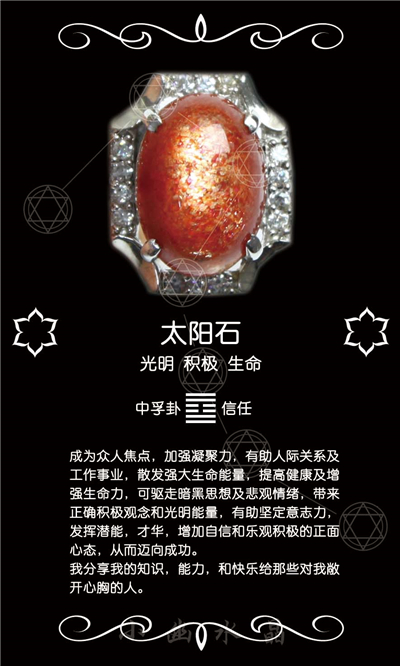 太阳石
光明 积极 生命
中孚卦 信任
成为众人焦点，加强凝聚力，有助人际关系及
工作事业，散发强大生命能量，提高健康及增
强生命力，可驱走暗黑思想及悲观情绪，带来
正确积极观念和光明能量，有助坚定意志力，
发挥潜能，才华，增加自信和乐观积极的正面
心态，从而迈向成功。
我分享我的知识，能力，和快乐给那些对我敞
开心胸的人。